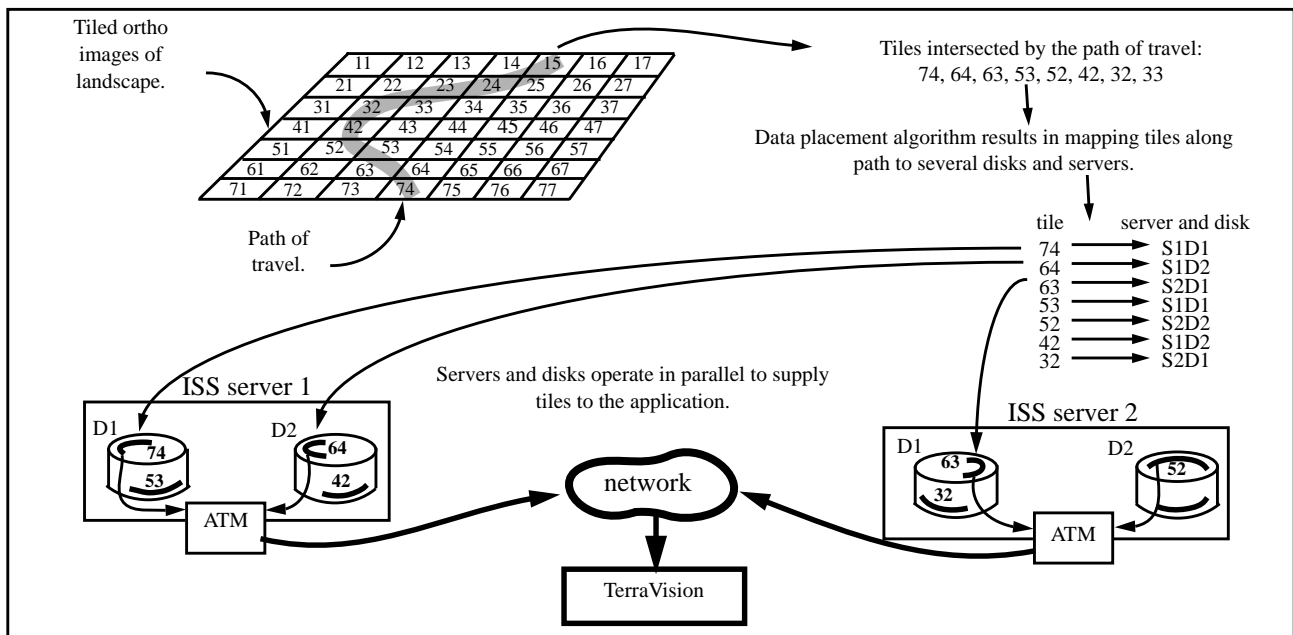 Tiled ortho
images of
landscape.
11 12 13 14 15 16 17
21 22 23 24 25 26 27
31 32 33 34 35 36 37
41 42 43 44 45 46 47
51 52 53 54 55 56 57
61 62 63 64 65 66 67
71 72 73 74 75 76 77
Path of
travel.
Tiles intersected by the path of travel:
74, 64, 63, 53, 52, 42, 32, 33
Data placement algorithm results in mapping tiles along
path to several disks and servers.
tile server and disk
74 S1D1
64 S1D2
63 S2D1
53 S1D1
52 S2D2
42 S1D2
32 S2D1
Servers and disks operate in parallel to supply
tiles to the application.
ISS server 1
D1
74
53
D2
64
42
ATM
network
TerraVision
ISS server 2
D1
63
32
D2
52
ATM